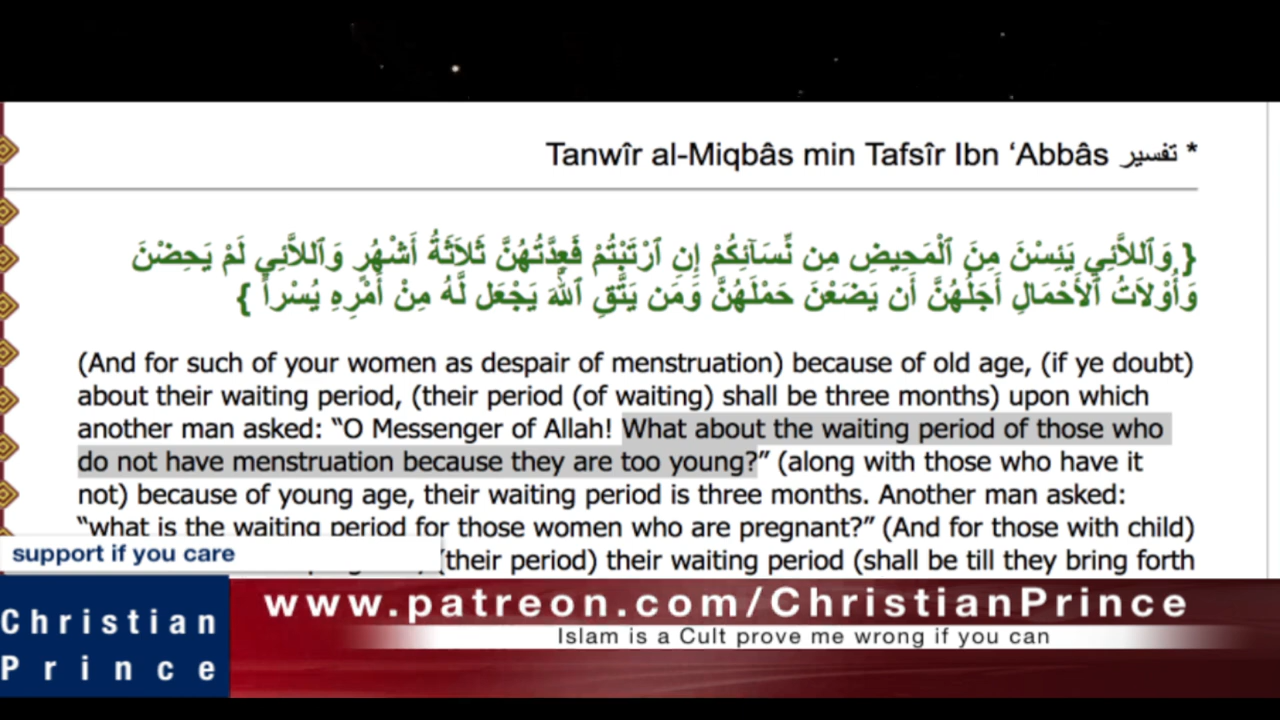 Tanwîr al-Miqbâs min Tafsîr Ibn ‘Abbâs تفسير *
{ وَٱللاَّئِي يَئِسْنَ مِنَ ٱلْمَحِيضِ مِن نِّسَآئِكُمْ إِنِ ٱرْتَبْتُمْ فَعِدَّتُهُنَّ ثَلاَثَةُ أَشْهُرٍ وَٱللاَّئِي لَمْ يَحِضْنَ
وَأُوْلاَتُ ٱلأَحْمَالِ أَجَلُهُنَّ أَن يَضَعْنَ حَمْلَهُنَّ وَمَن يَتَّقِ ٱللَّهَ يَجْعَل لَّهُ مِنْ أَمْرِهِ يُسْراً }
(And for such of your women as despair of menstruation) because of old age, (if ye doubt)
about their waiting period, (their period (of waiting) shall be three months) upon which
another man asked: “O Messenger of Allah! What about the waiting period of those who
do not have menstruation because they are too young?” (along with those who have it
not) because of young age, their waiting period is three months. Another man asked:
“what is the waiting period for those women who are pregnant?” (And for those with child)
(their period) their waiting period (shall be till they bring forth
support if you care
Christian
Prince
www.patreon.com/ChristianPrince
Islam is a Cult prove me wrong if you can